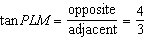 tan PLM = opposite/adjacent = 4/3